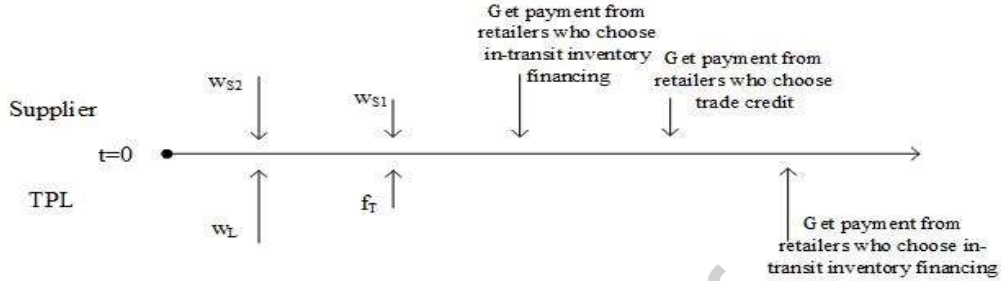 Get payment from
retailers who choose
in-transit inventory
financing
Get payment from
retailers who choose
trade credit
wS2
wS1
Supplier
t=0
TPL
fT
wL
Get payment from
retailers who choose in-
transit inventory financing